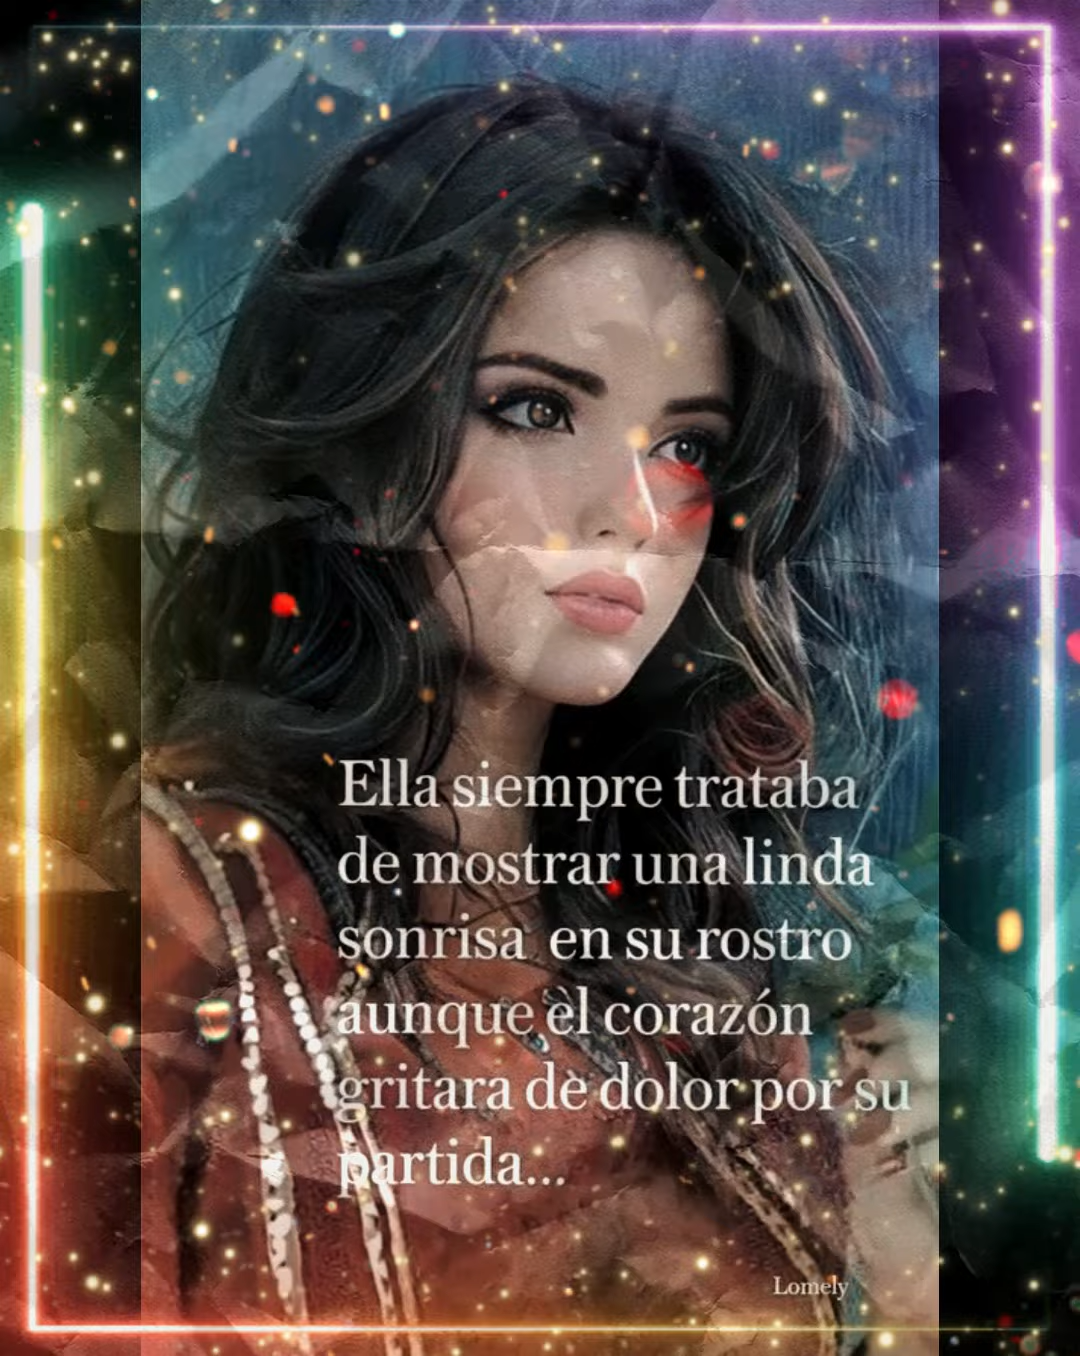 Ella siempre trataba
de mostrar una linda
sonrisa en su rostro
aunque el corazón
gritara de dolor por su
partida...
Lomely